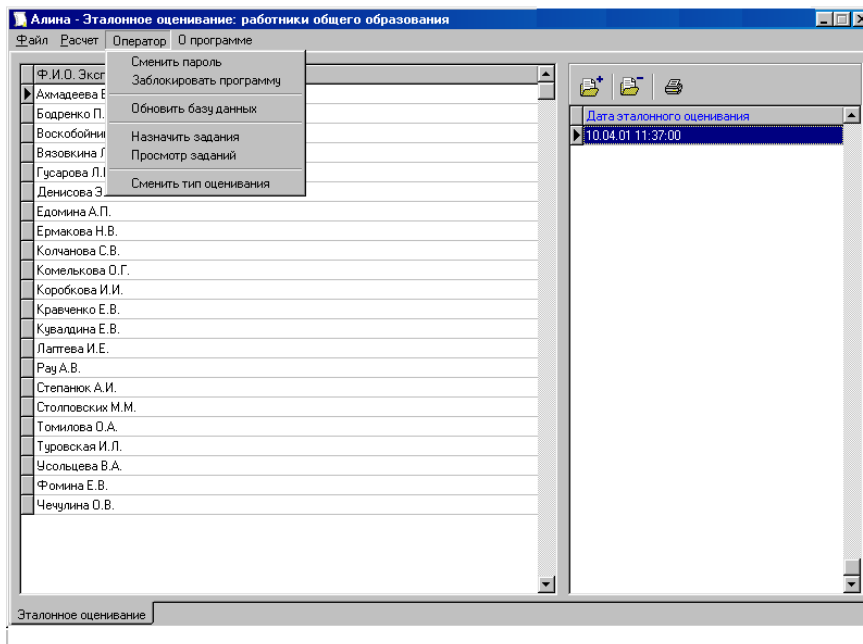 Алина - Эталонное оценивание: работники общего образования
Файл Расчет Оператор О программе
Сменить пароль
Заблокировать программу
Обновить базу данных
Назначить задания
Просмотр заданий
Сменить тип оценивания
Ф.И.О. Эксп
Ахмадеева
Бодренко П.
Воскобойни
Вязовкина
Гусарова Л.
Денисова Э.
Едомина А.П.
Ермакова Н.В.
Колчанова С.В.
Комелькова О.Г.
Коробкова И.И.
Кравченко Е.В.
Кувалдина Е.В.
Лаптева И.Е.
Рау А.В.
Степанюк А.И.
Столповских М.М.
Томилова О.А.
Туровская И.Л.
Усольцева В.А.
Фомина Е.В.
Чечулина О.В.
Дата эталонного оценивания
10.04.01 11:37:00
Эталонное оценивание